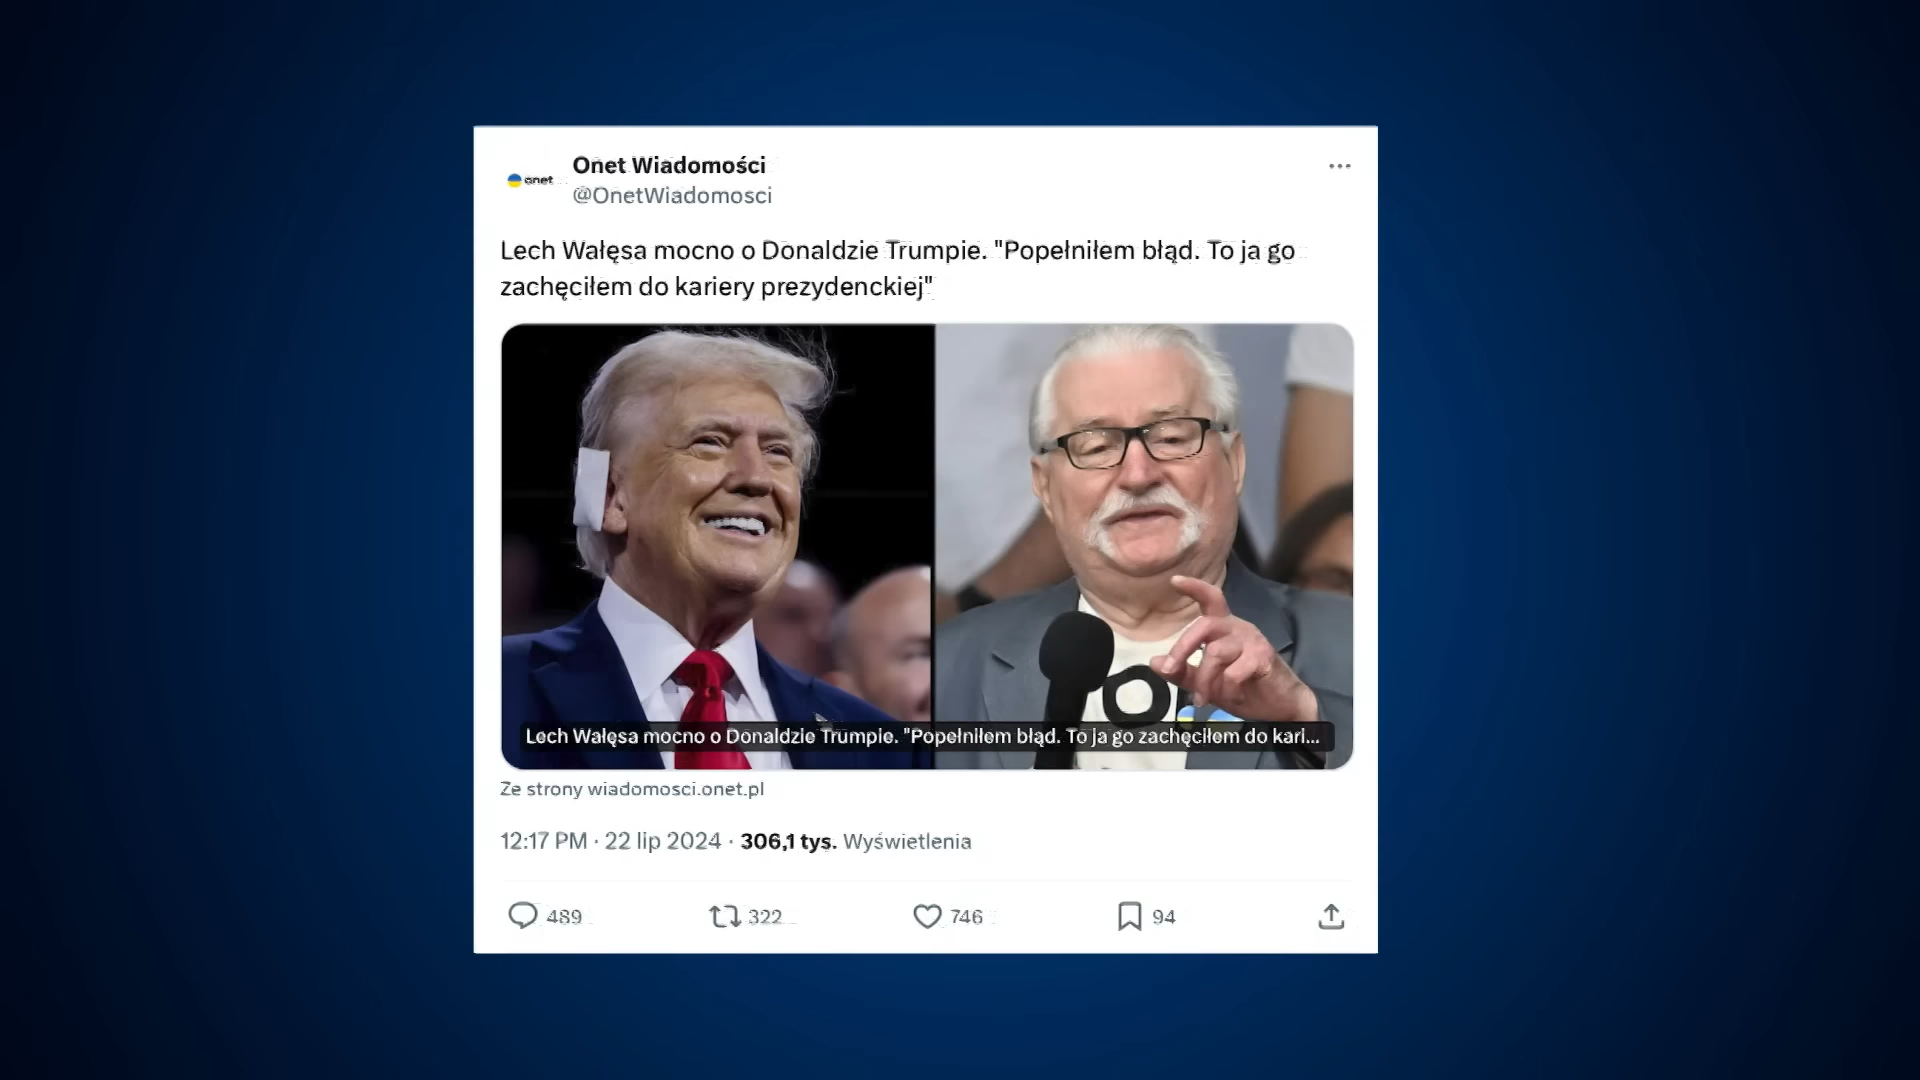 onet
Onet Wiadomości
@OnetWiadomosci
Lech Wałęsa mocno o Donaldzie Trumpie. "Popełniłem błąd. To ja go
zachęciłem do kariery prezydenckiej"
Lech Wałęsa mocno o Donaldzie Trumpie. "Popełniłem błąd. To ja go zachęciłem do kari...
Ze strony wiadomosci.onet.pl
12:17 PM · 22 lip 2024 · 306,1 tys. Wyświetlenia
489 322 746 94